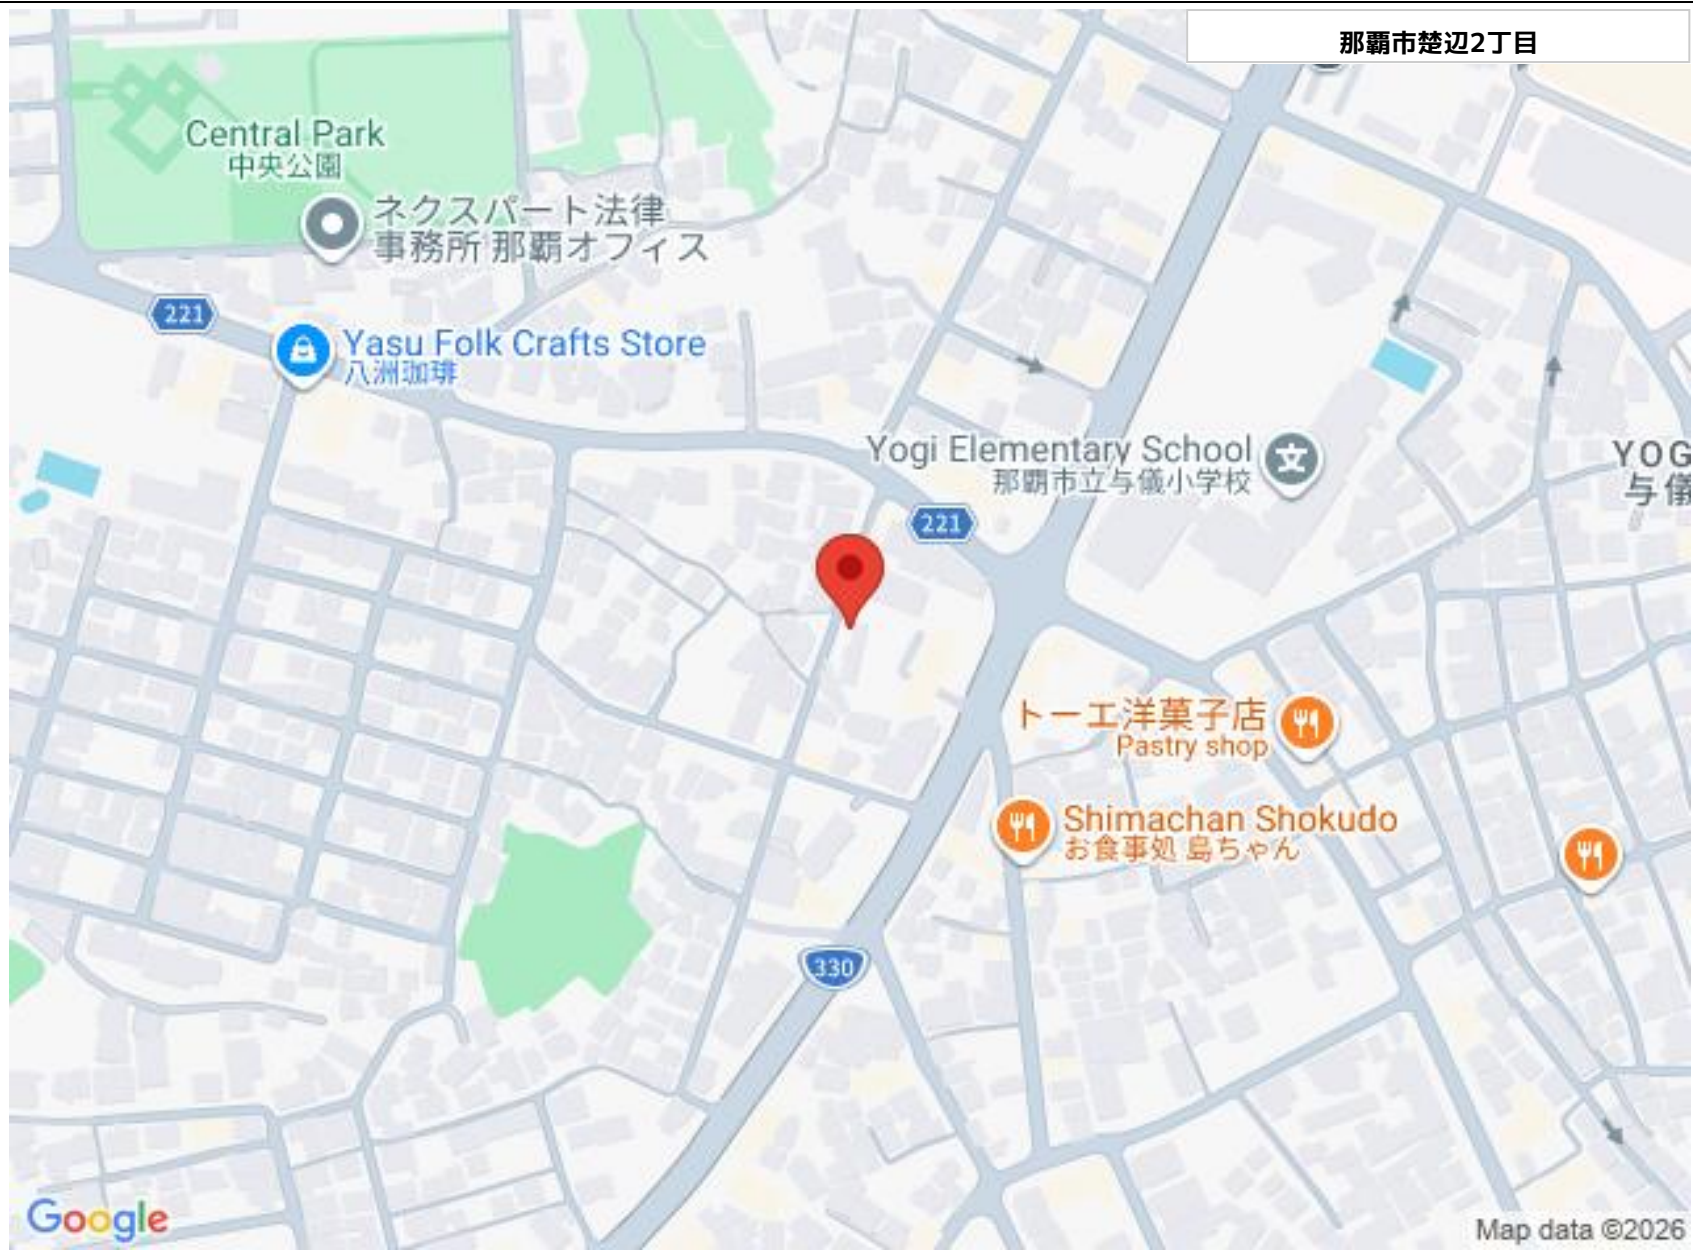 那覇市楚辺2丁目
Central Park
中央公園
ネクスパート法律
事務所 那覇オフィス
221
Yasu Folk Crafts Store
八洲珈琲
Yogi Elementary School
那覇市立与儀小学校
YOG
与儀
221
トーエ洋菓子店
Pastry shop
Shimachan Shokudo
お食事処 島ちゃん
330
Google
Map data ©2026